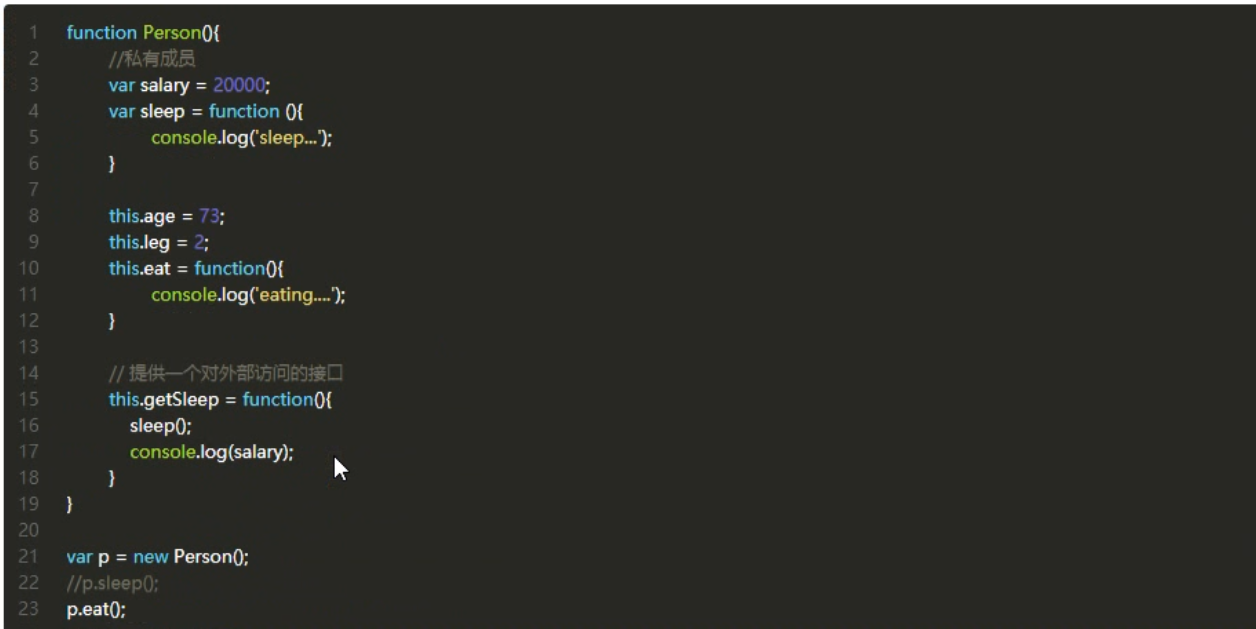 1 function Person(){
2 //私有成员
3 var salary = 20000;
4 var sleep = function (){
5 console.log('sleep...');
6 }
7
8 this.age = 73;
9 this.leg = 2;
10 this.eat = function(){
11 console.log('eating....');
12 }
13
14 // 提供一个对外部访问的接口
15 this.getSleep = function(){
16 sleep();
17 console.log(salary);
18 }
19 }
20
21 var p = new Person();
22 //p.sleep();
23 p.eat();